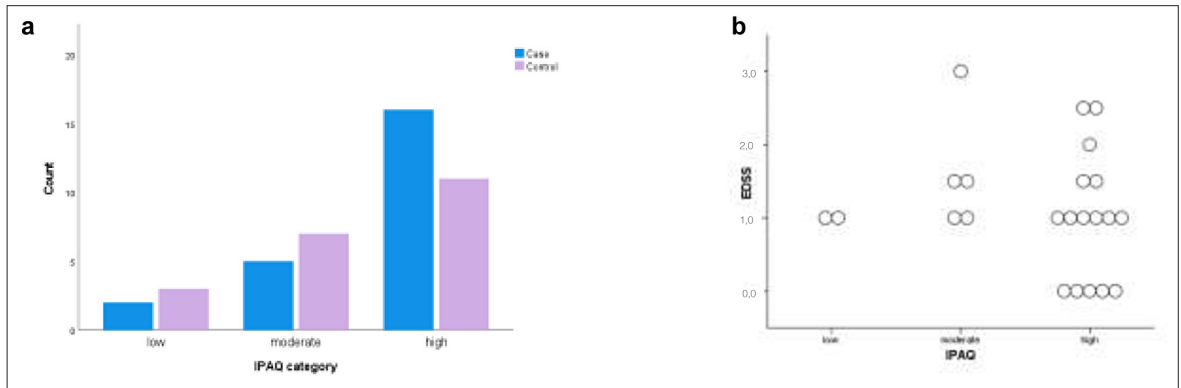 a
20
15
10
5
0
Count
low moderate high
IPAQ category
Case
Control
b
3,0
2,0
1,0
0,0
EDSS
low moderate high
IPAQ